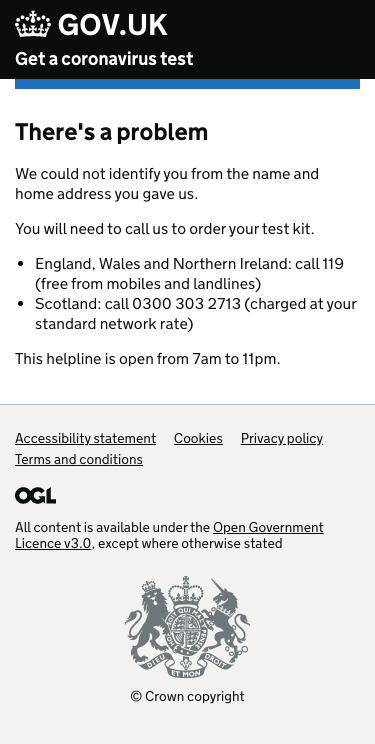 GOV.UK
Get a coronavirus test
There's a problem
We could not identify you from the name and
home address you gave us.
You will need to call us to order your test kit.
• England, Wales and Northern Ireland: call 119
(free from mobiles and landlines)
• Scotland: call 0300 303 2713 (charged at your
standard network rate)
This helpline is open from 7am to 11pm.
Accessibility statement Cookies Privacy policy
Terms and conditions
OGL
All content is available under the Open Government
Licence v3.0, except where otherwise stated
DIEU ET MON DROIT
© Crown copyright